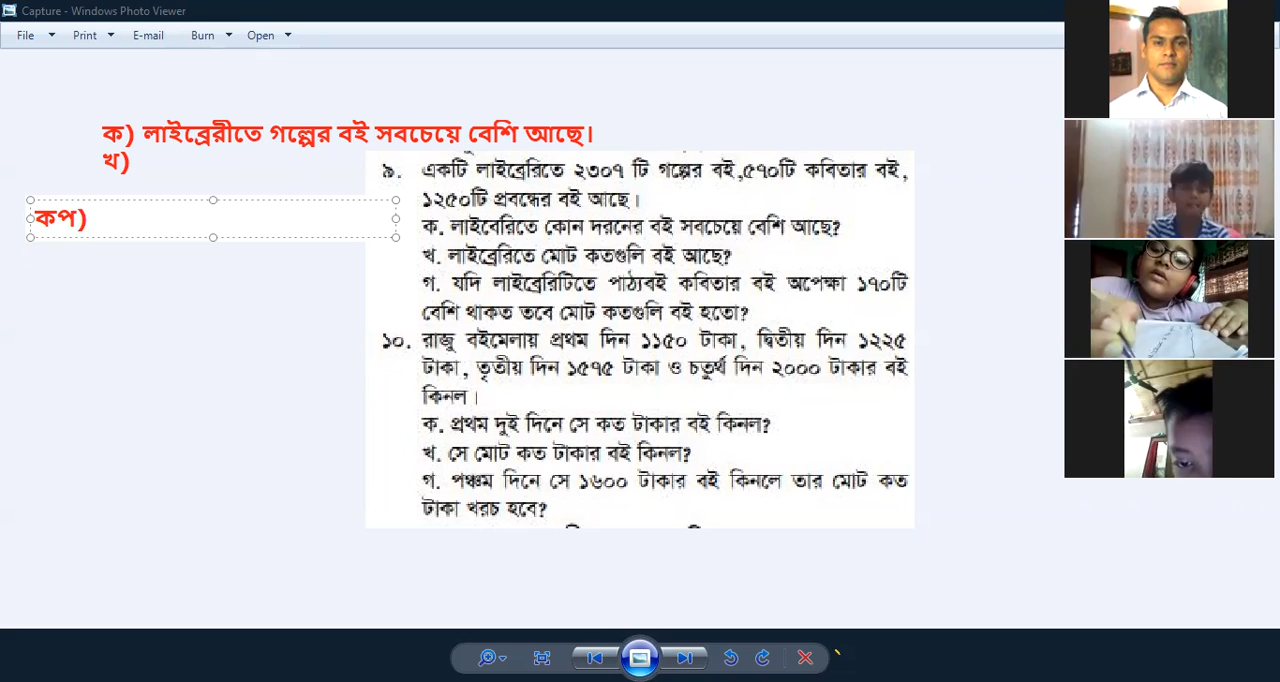 Capture - Windows Photo Viewer
File Print E-mail Burn Open
ক) লাইব্রেরীতে গল্পের বই সবচেয়ে বেশি আছে।
খ)
কপ)
৯. একটি লাইব্রেরিতে ২৩০৭ টি গল্পের বই,৫৭০টি কবিতার বই,
১২৫০টি প্রবন্ধের বই আছে।
ক. লাইবেরিতে কোন দরনের বই সবচেয়ে বেশি আছে?
খ. লাইব্রেরিতে মোট কতগুলি বই আছে?
গ. যদি লাইব্রেরিটিতে পাঠ্যবই কবিতার বই অপেক্ষা ১৭০টি
বেশি থাকত তবে মোট কতগুলি বই হতো?
১০. রাজু বইমেলায় প্রথম দিন ১১৫০ টাকা, দ্বিতীয় দিন ১২২৫
টাকা, তৃতীয় দিন ১৫৭৫ টাকা ও চতুর্থ দিন ২০০০ টাকার বই
কিনল।
ক. প্রথম দুই দিনে সে কত টাকার বই কিনল?
খ. সে মোট কত টাকার বই কিনল?
গ. পঞ্চম দিনে সে ১৬০০ টাকার বই কিনলে তার মোট কত
টাকা খরচ হবে?